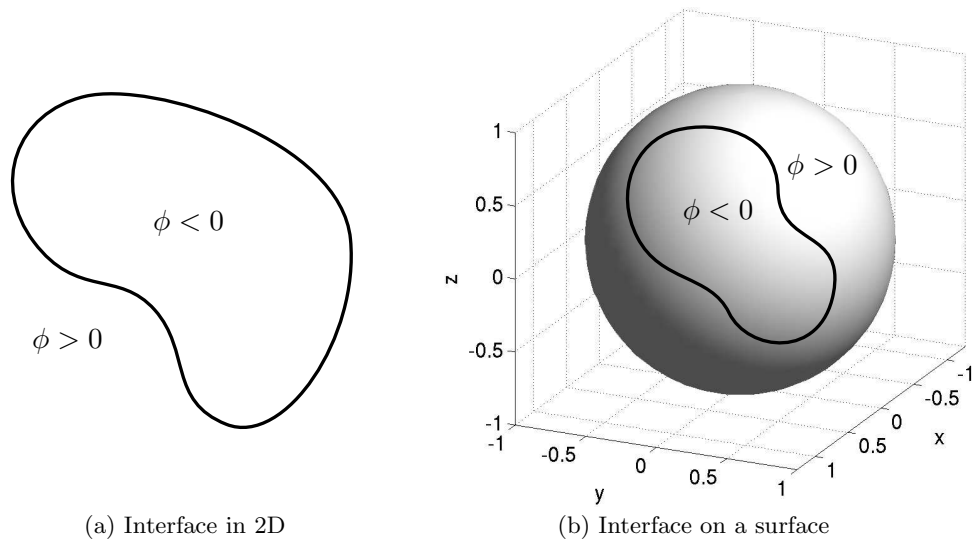 ϕ < 0
ϕ > 0
(a) Interface in 2D
ϕ > 0
ϕ < 0
1
0.5
0
-0.5
-1
z
-1
-0.5
0
0.5
1
y
1
0.5
0
-0.5
-1
x
(b) Interface on a surface